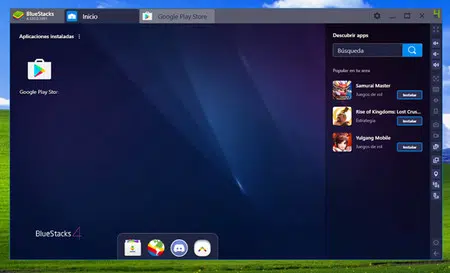 BlueStacks
Inicio
Google Play Store
Aplicaciones instaladas
Google Play Store
Descubrir apps
Búsqueda
Popular en tu área
Samurai Master
Juegos de rol
Instalar
Rise of Kingdoms: Lost Crus...
Estrategia
Instalar
Yulgang Mobile
Juegos de rol
Instalar
BlueStacks 4